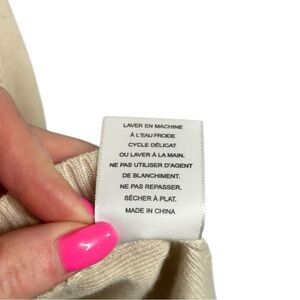 LAVER EN MACHINE
À L'EAU FROIDE
CYCLE DÉLICAT
OU LAVER À LA MAIN.
NE PAS UTILISER D'AGENT
DE BLANCHIMENT.
NE PAS REPASSER.
SÉCHER À PLAT.
MADE IN CHINA